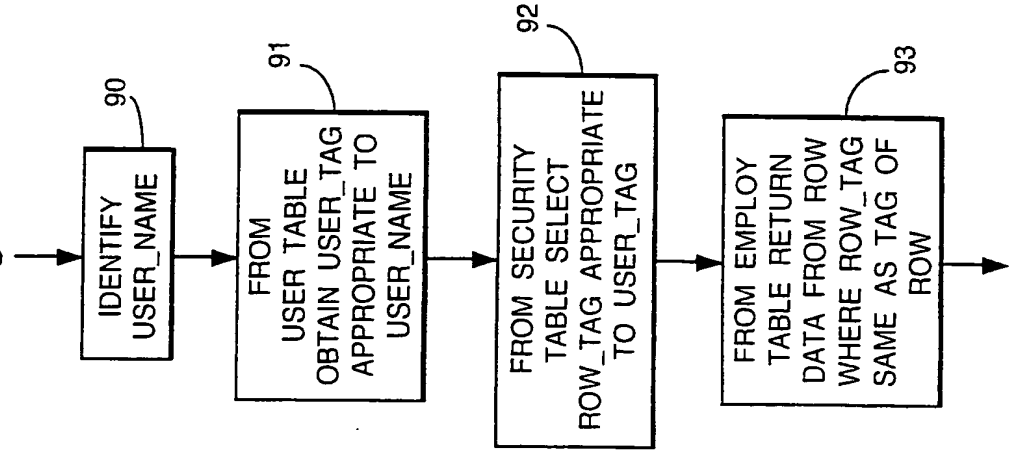 90
IDENTIFY
USER_NAME
91
FROM
USER TABLE
OBTAIN USER_TAG
APPROPRIATE TO
USER_NAME
92
FROM SECURITY
TABLE SELECT
ROW_TAG APPROPRIATE
TO USER_TAG
93
FROM EMPLOY
TABLE RETURN
DATA FROM ROW
WHERE ROW_TAG
SAME AS TAG OF
ROW